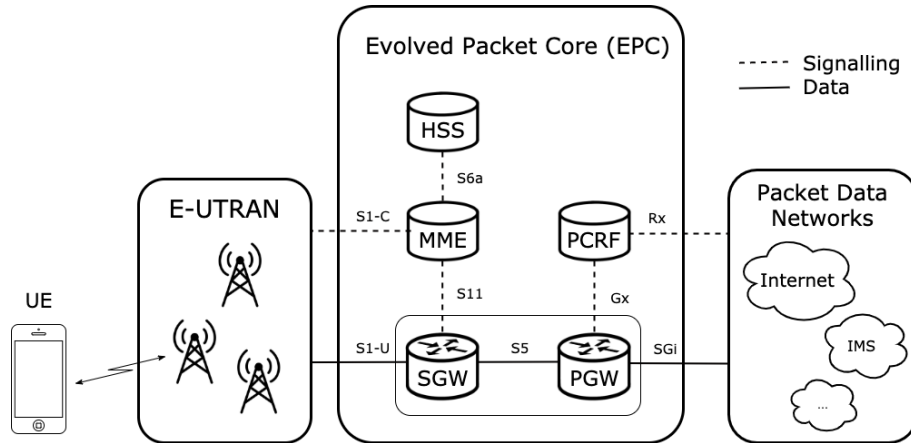 Evolved Packet Core (EPC)
Signalling
Data
HSS
S6a
E-UTRAN
S1-C
MME
PCRF
Rx
Packet Data
Networks
Internet
UE
S11
Gx
S1-U
S5
SGi
SGW
PGW
IMS
...